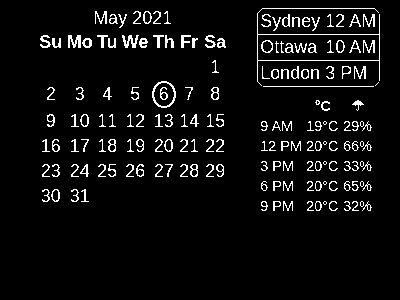 May 2021
Su Mo Tu We Th Fr Sa
1
2 3 4 5 6 7 8
9 10 11 12 13 14 15
16 17 18 19 20 21 22
23 24 25 26 27 28 29
30 31
Sydney 12 AM
Ottawa 10 AM
London 3 PM
°C
9 AM 19°C 29%
12 PM 20°C 66%
3 PM 20°C 33%
6 PM 20°C 65%
9 PM 20°C 32%